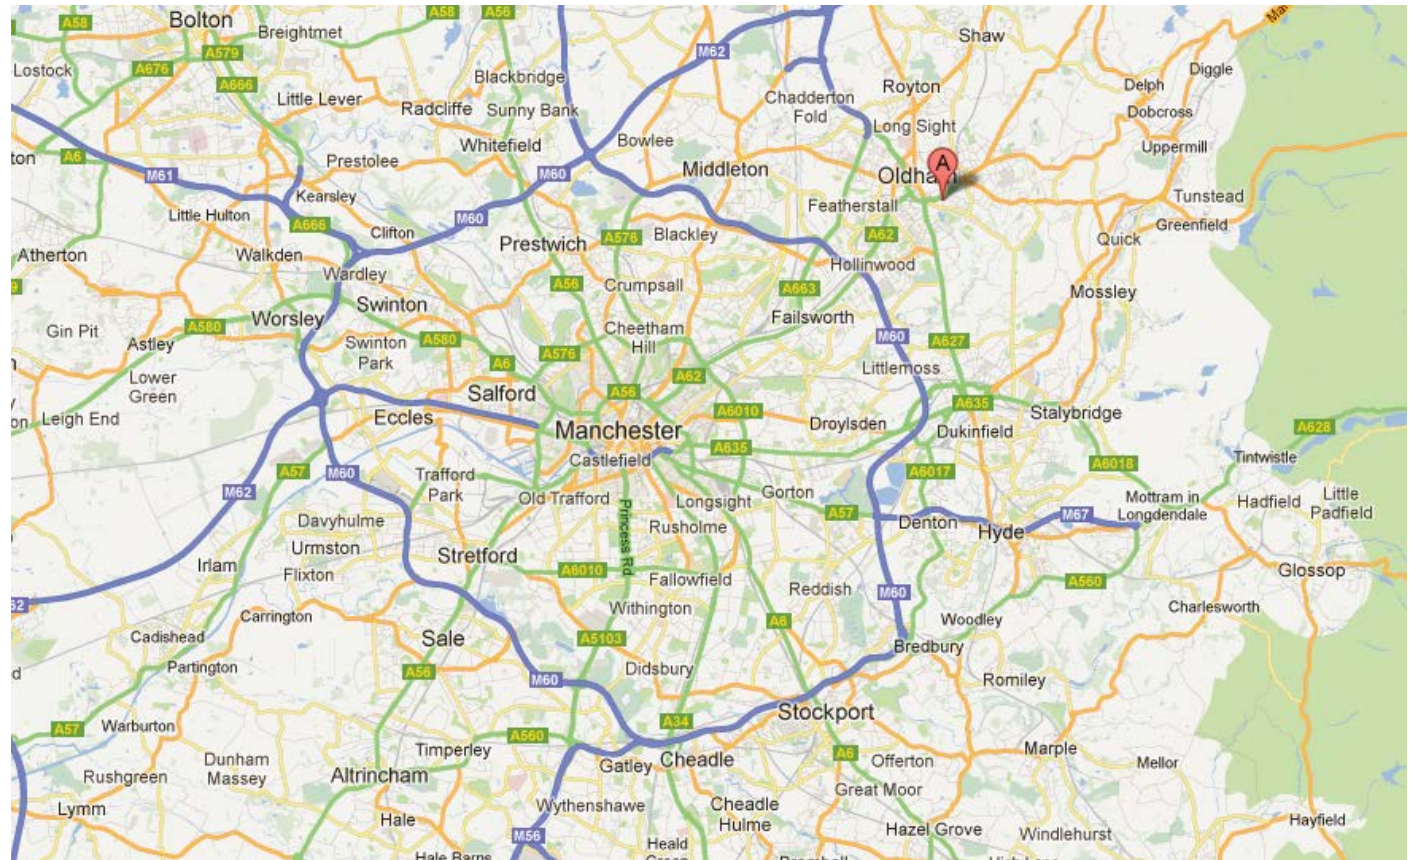 A58
Bolton
A58
A56
Breightmet
Shaw
A579
M62
Lostock
A676
A666
Blackbridge
Diggle
Delph
Royton
Little Lever
Radcliffe
Sunny Bank
Chadderton
Fold
Dobcross
Long Sight
Whitefield
Bowlee
Uppermill
A6
Prestolee
Middleton
A
Oldham
M61
M60
Kearsley
Tunstead
Little Hulton
M60
Featherstall
A666
Clifton
Greenfield
Prestwich
A576
Blackley
A62
Quick
Atherton
Walkden
Wardley
Hollinwood
A56
Crumpsall
A663
Mossley
Swinton
Worsley
Gin Pit
A580
Cheetham
Hill
Failsworth
Astley
Swinton
Park
A580
M60
A627
A576
A6
Littlemoss
Lower
Green
A62
Salford
A56
A635
Leigh End
Eccles
A6010
Droylsden
Stalybridge
Manchester
Dukinfield
A628
A635
Castlefield
Tintwistle
A57
M60
Trafford
Park
A6017
A6018
M62
Old Trafford
Longsight
Gorton
Mottram in
Longdendale
Hadfield
Little
Padfield
Princess Rd
A57
M67
Davyhulme
Rusholme
Denton
Hyde
Urmston
Stretford
Irlam
Flixton
A6010
Fallowfield
Reddish
A560
Glossop
M60
Withington
Carrington
Woodley
Charlesworth
A6
Cadishead
Sale
A5103
Bredbury
Partington
A56
M60
Didsbury
Romiley
Stockport
Warburton
A57
A34
Timperley
A560
Marple
Dunham
Massey
Gatley
Cheadle
A6
Offerton
Mellor
Rushgreen
Altrincham
Great Moor
Wythenshawe
Cheadle
Hulme
Lymm
Hale
Hayfield
M56
Hazel Grove
Windlehurst
Heald
Hale Barns